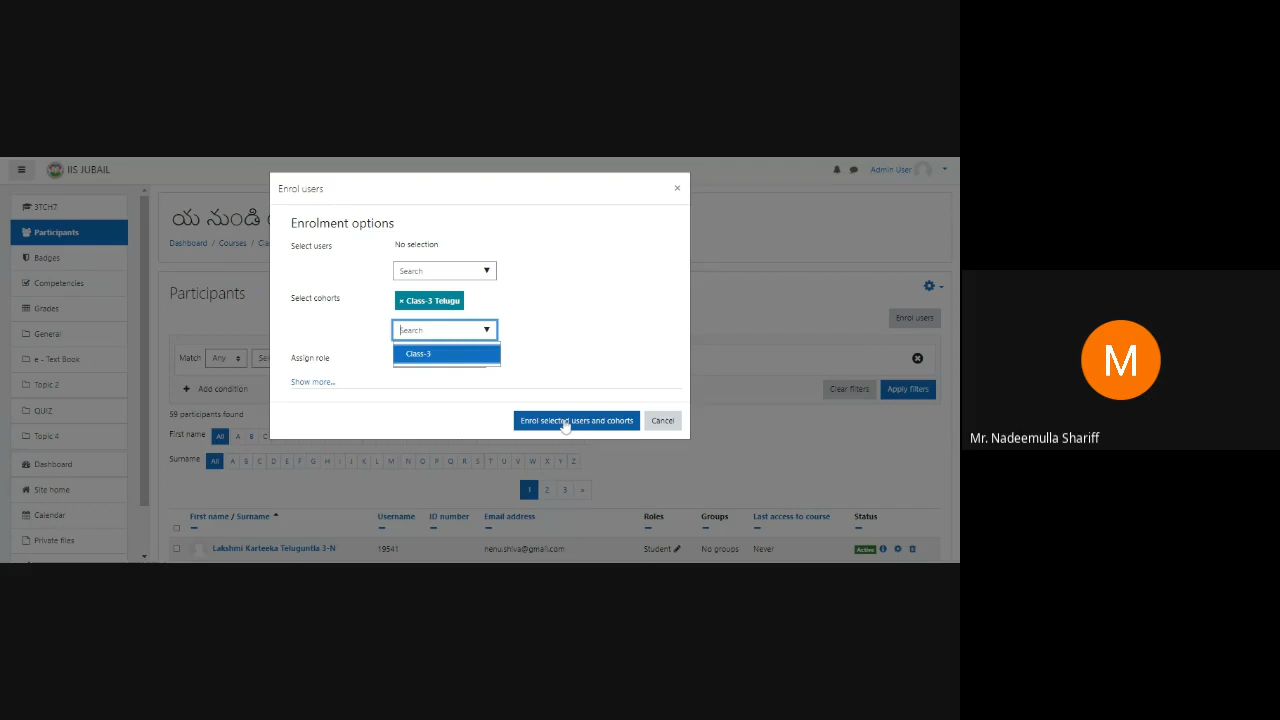 IIS JUBAIL
Admin User
3TCH7
Participants
Badges
Competencies
Grades
General
e - Text Book
Topic 2
QUIZ
Topic 4
Dashboard
Site home
Calendar
Private files
య నుండి
Dashboard / Courses /
Participants
Enrol users
Match Any
Add condition
Clear filters Apply filters
59 participants found
First name All A B C
Surname All A B C D E F G H I J K L M N O P Q R S T U V W X Y Z
1 2 3 »
First name / Surname Username ID number Email address Roles Groups Last access to course Status
Lakshmi Karteeka Teluguntla 3-N 19541 nenu.shiva@gmail.com Student No groups Never Active
Enrol users ×
Enrolment options
Select users No selection
Search ▼
Select cohorts × Class-3 Telugu
Search ▼
Class-3
Assign role
Show more...
Enrol selected users and cohorts Cancel
M
Mr. Nadeemulla Shariff